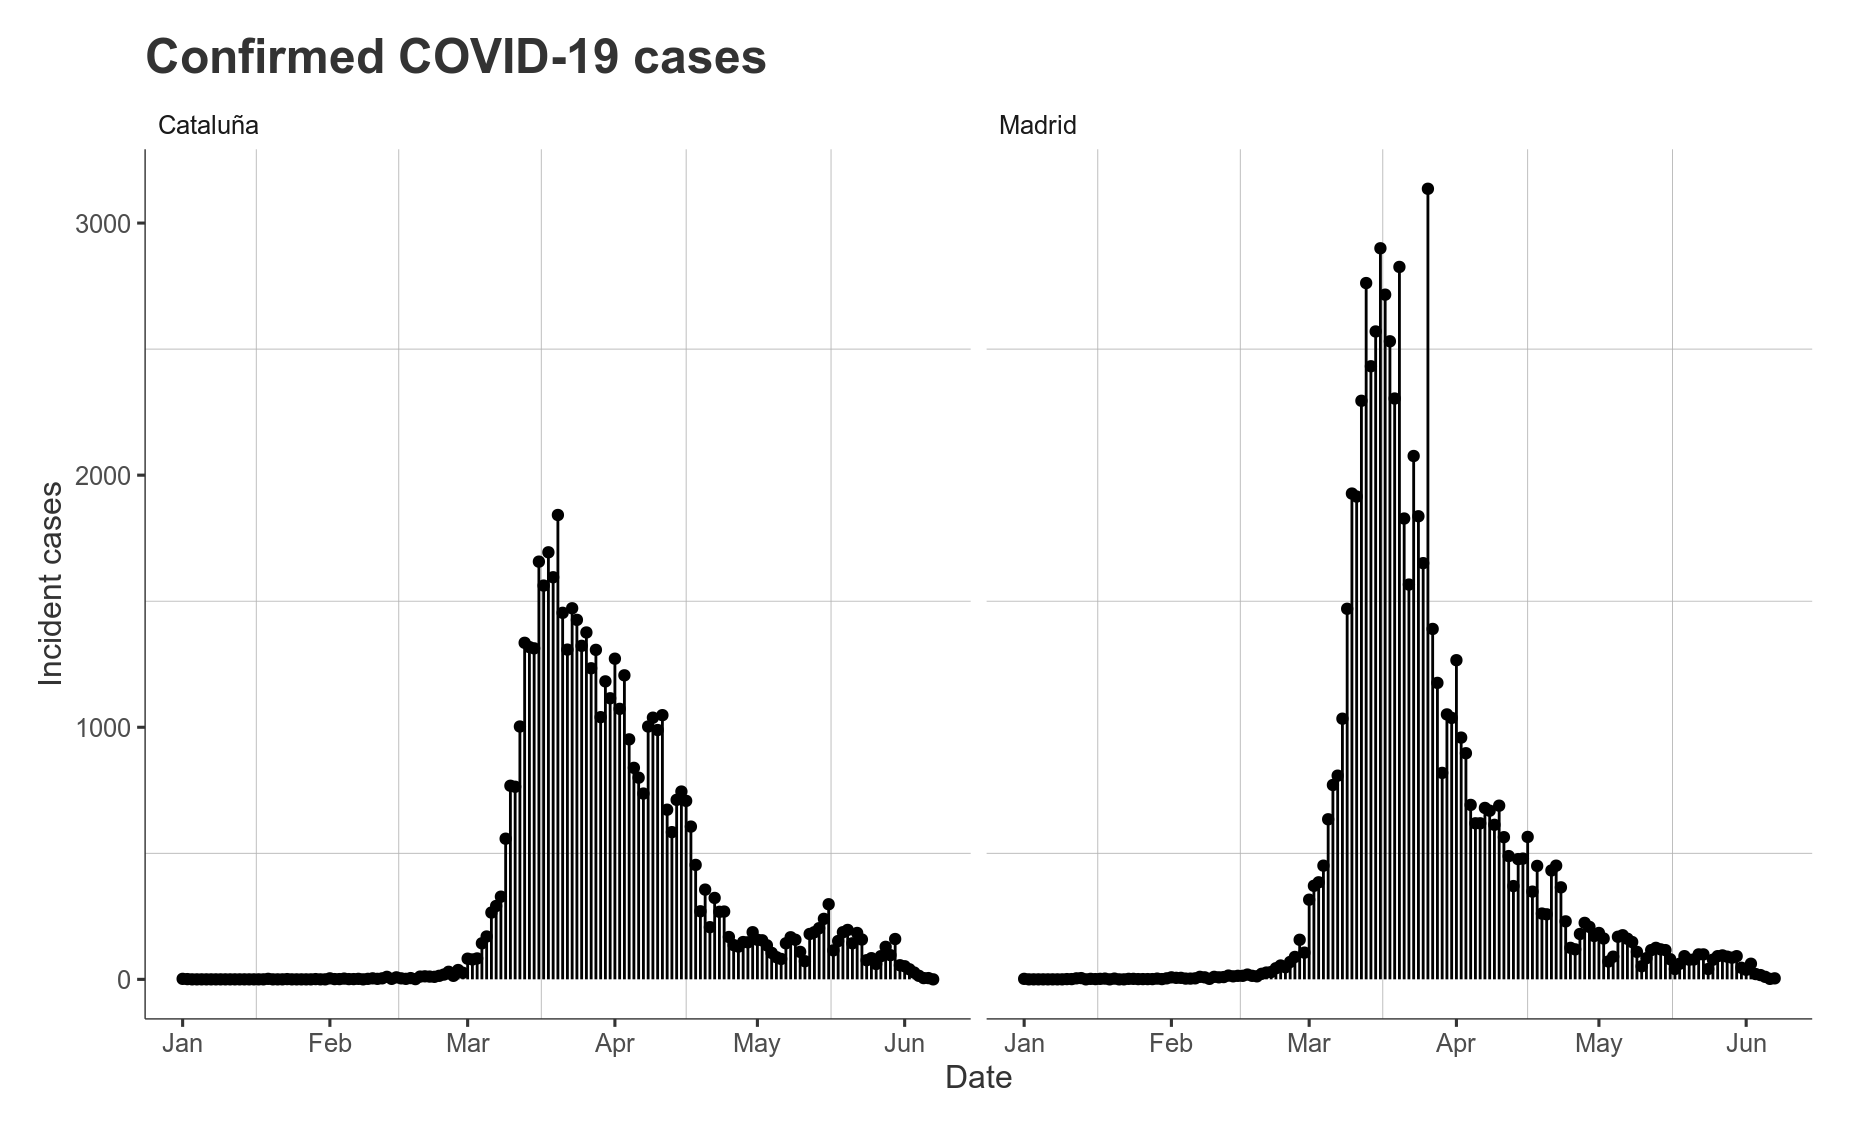 Confirmed COVID-19 cases
Cataluña
Madrid
3000
2000
1000
0
Incident cases
Jan Feb Mar Apr May Jun
Jan Feb Mar Apr May Jun
Date